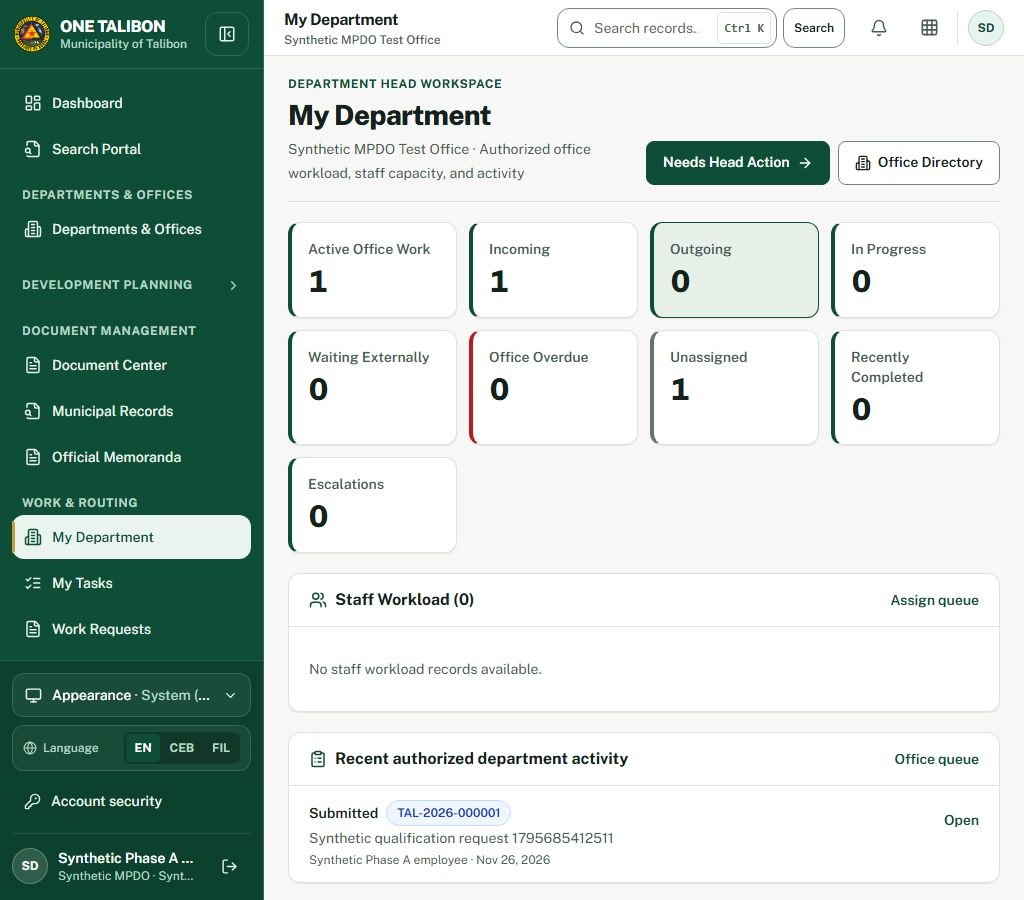 ONE TALIBON
Municipality of Talibon
Dashboard
Search Portal
DEPARTMENTS & OFFICES
Departments & Offices
DEVELOPMENT PLANNING
DOCUMENT MANAGEMENT
Document Center
Municipal Records
Official Memoranda
WORK & ROUTING
My Department
My Tasks
Work Requests
Appearance · System (...
Language EN CEB FIL
Account security
SD
Synthetic Phase A ...
Synthetic MPDO · Synt...
My Department
Synthetic MPDO Test Office
Search records..
Ctrl K
Search
SD
DEPARTMENT HEAD WORKSPACE
My Department
Synthetic MPDO Test Office · Authorized office
workload, staff capacity, and activity
Needs Head Action →
Office Directory
Active Office Work
1
Incoming
1
Outgoing
0
In Progress
0
Waiting Externally
0
Office Overdue
0
Unassigned
1
Recently
Completed
0
Escalations
0
Staff Workload (0)
Assign queue
No staff workload records available.
Recent authorized department activity
Office queue
Submitted TAL-2026-000001
Synthetic qualification request 1795685412511
Synthetic Phase A employee · Nov 26, 2026
Open